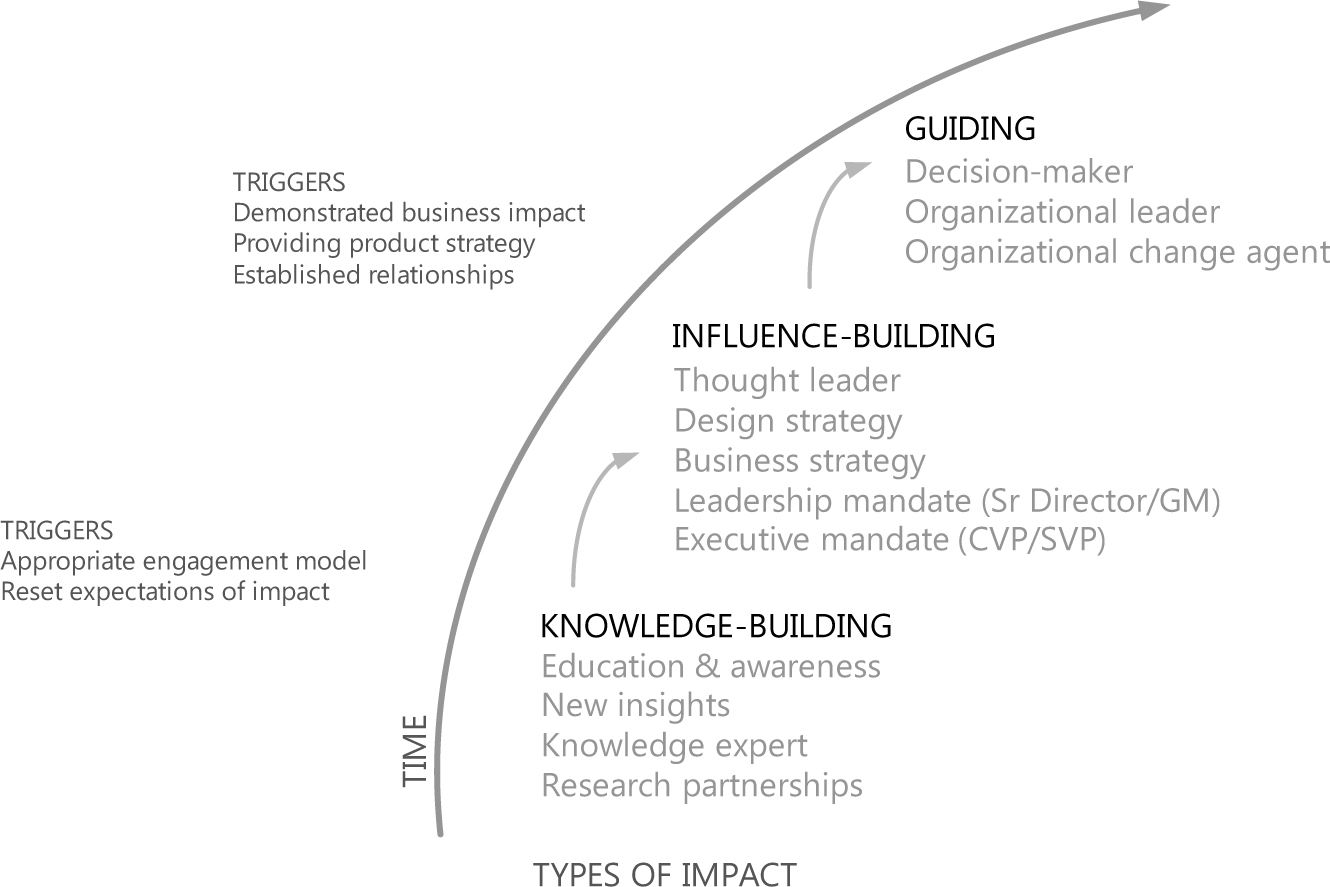 GUIDING
Decision-maker
Organizational leader
Organizational change agent
TRIGGERS
Demonstrated business impact
Providing product strategy
Established relationships
INFLUENCE-BUILDING
Thought leader
Design strategy
Business strategy
Leadership mandate (Sr Director/GM)
Executive mandate (CVP/SVP)
TRIGGERS
Appropriate engagement model
Reset expectations of impact
KNOWLEDGE-BUILDING
Education & awareness
New insights
Knowledge expert
Research partnerships
TIME
TYPES OF IMPACT